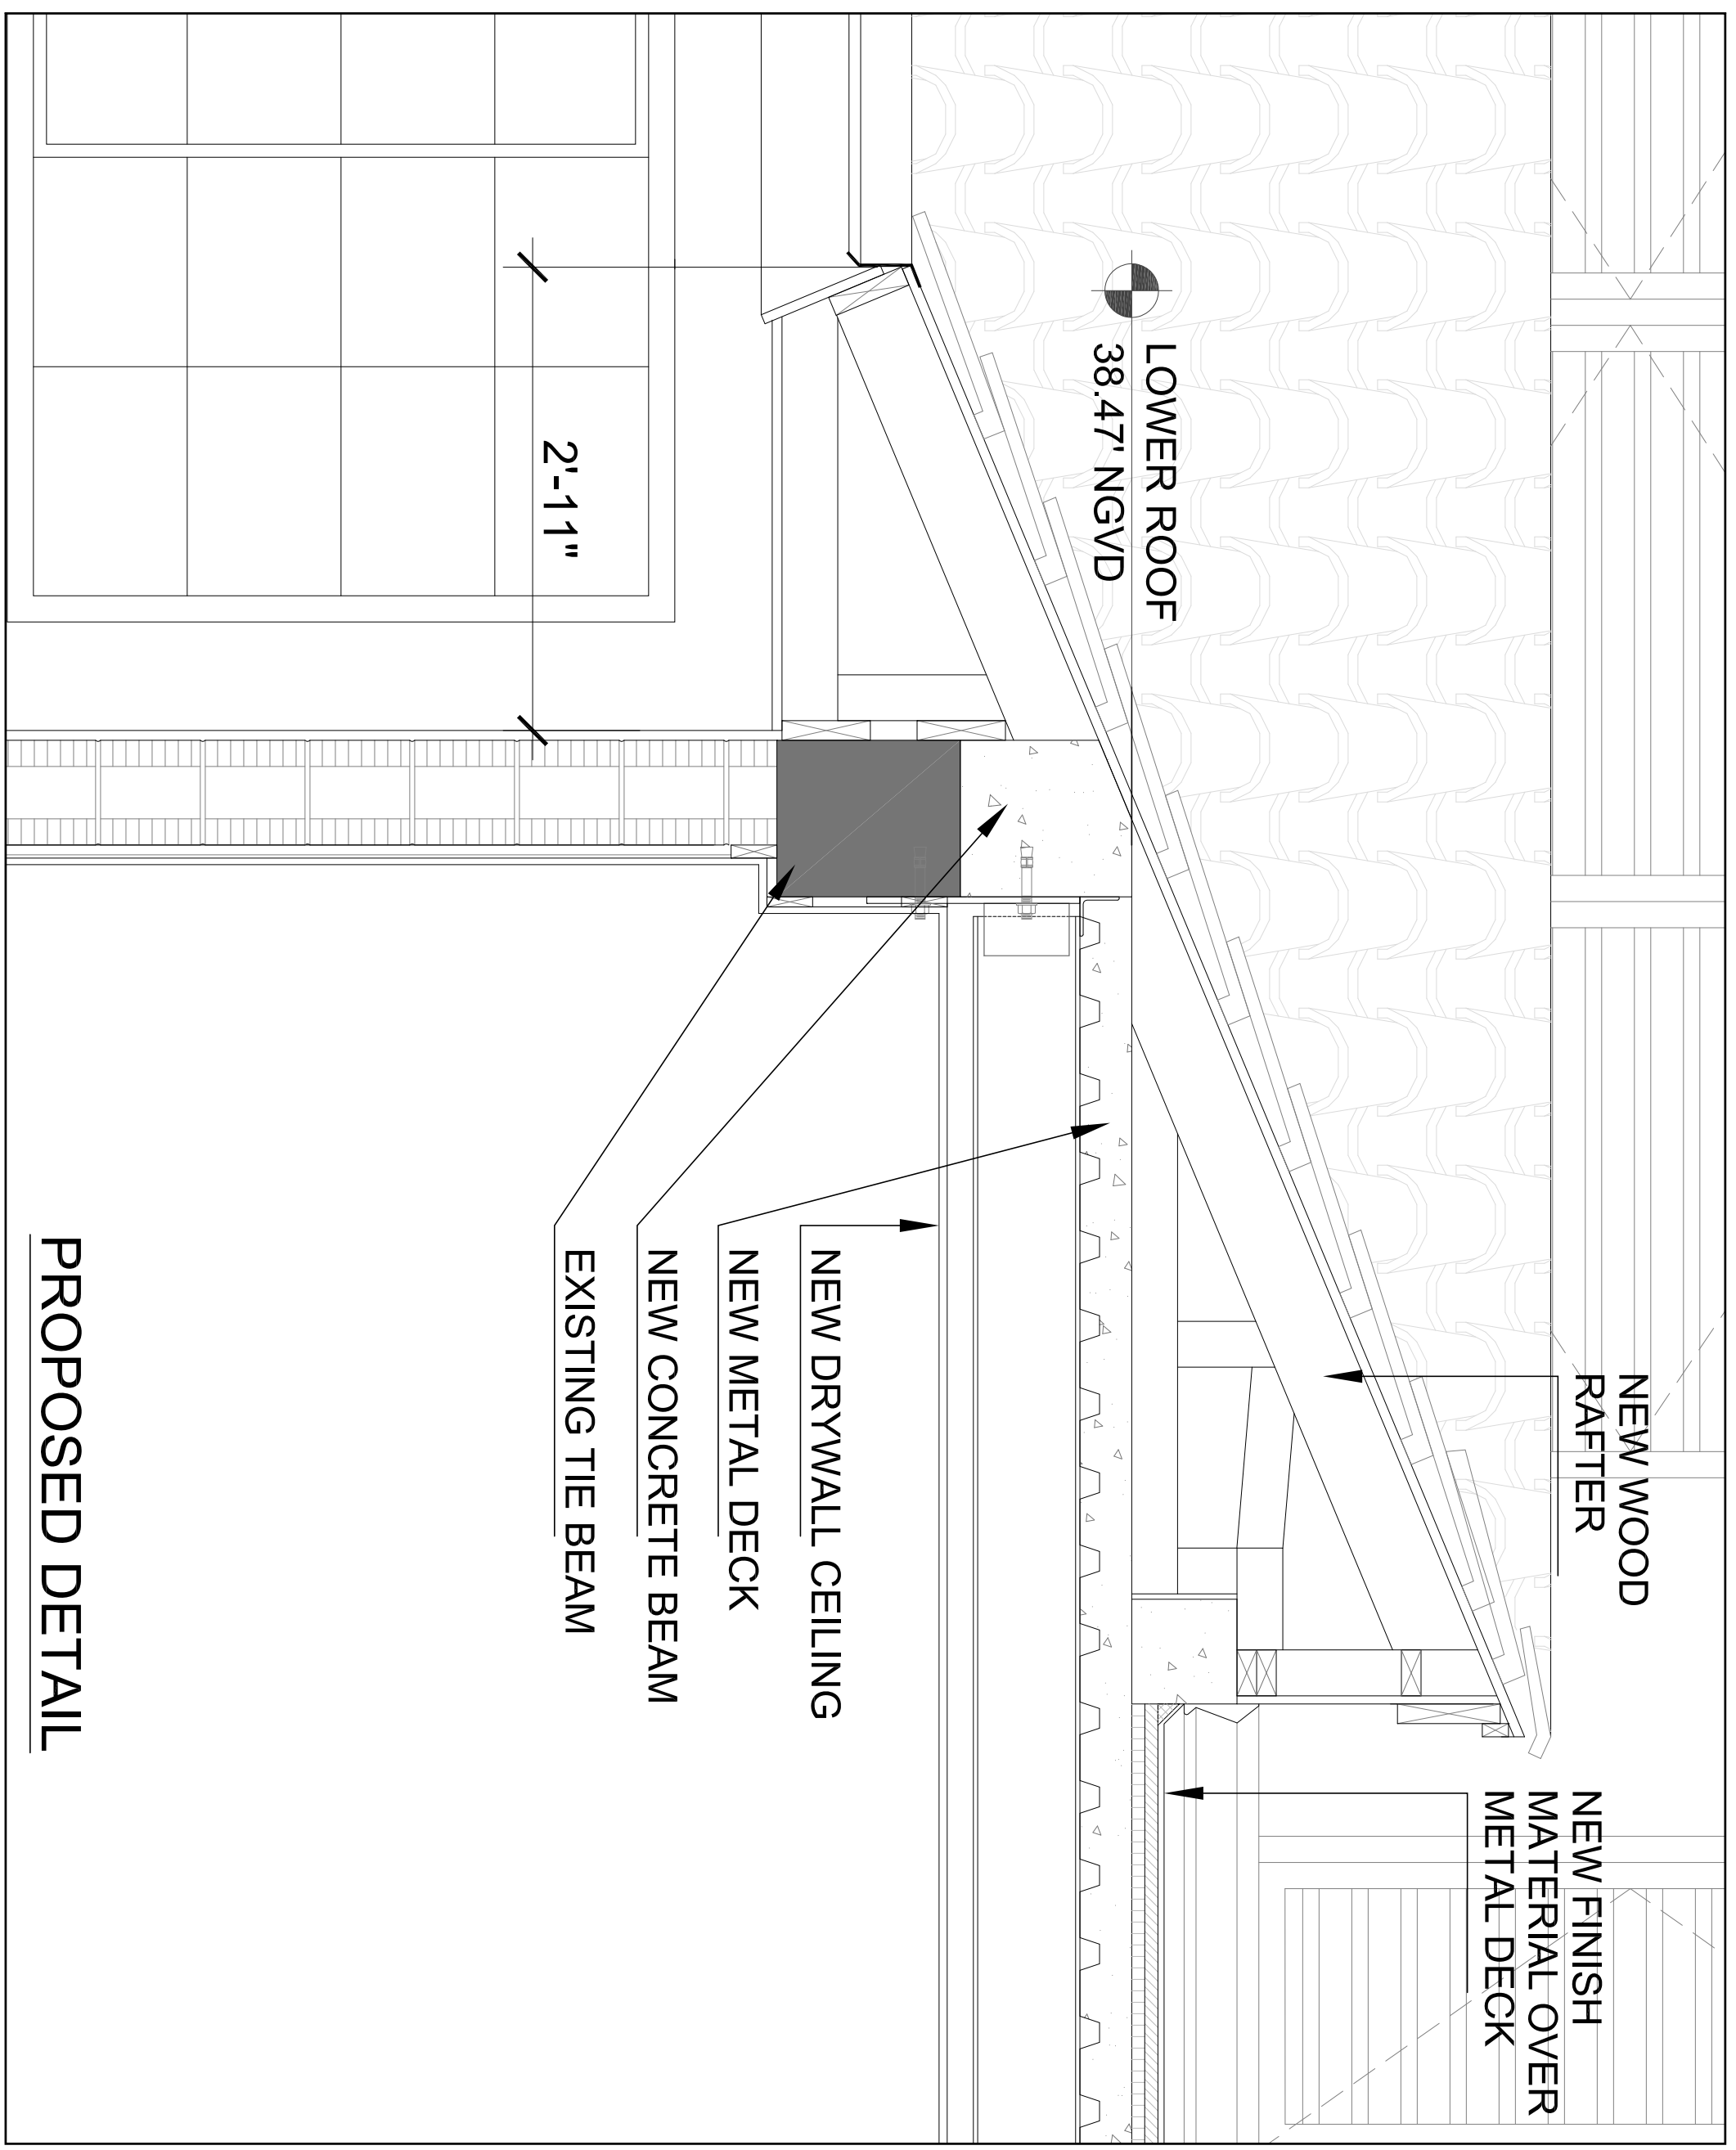 NEW WOOD
RAFTER
NEW FINISH
MATERIAL OVER
METAL DECK
LOWER ROOF
38.47' NGVD
NEW DRYWALL CEILING
NEW METAL DECK
NEW CONCRETE BEAM
EXISTING TIE BEAM
2'-11"
PROPOSED DETAIL